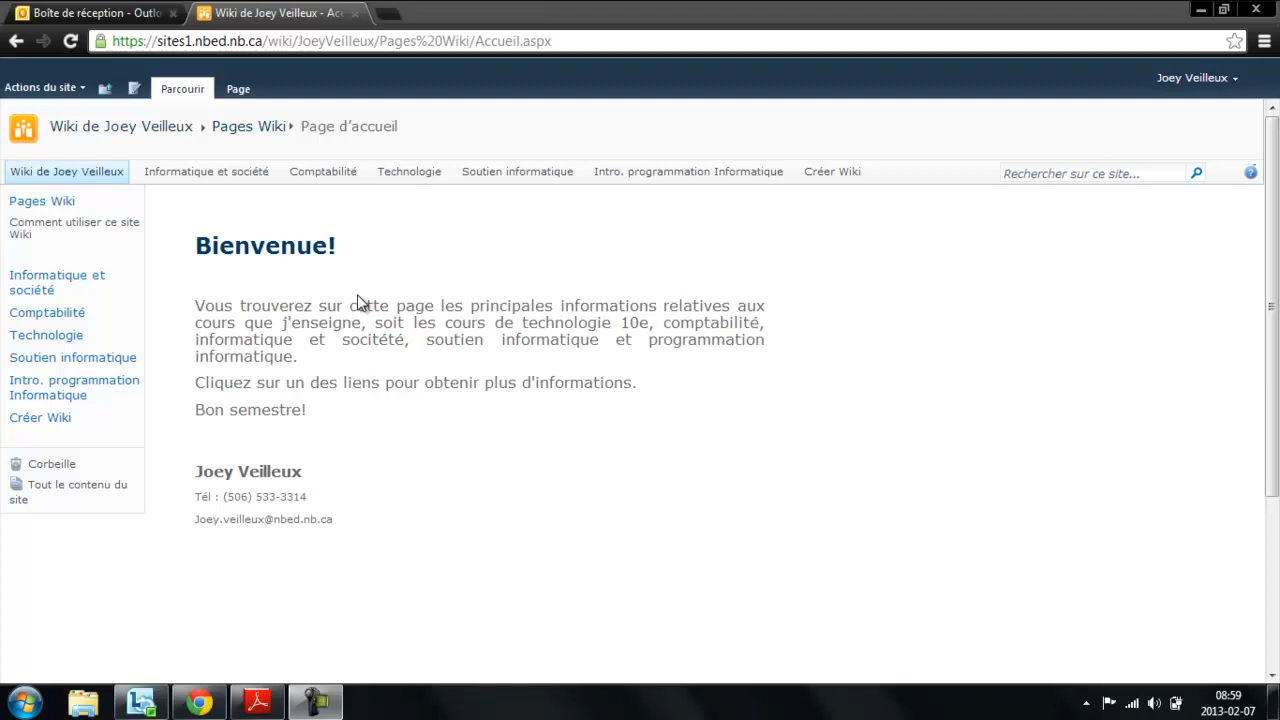 Boîte de réception - Outlo
Wiki de Joey Veilleux - Acc
https://sites1.nbed.nb.ca/wiki/JoeyVeilleux/Pages%20Wiki/Accueil.aspx
Actions du site
Parcourir
Page
Joey Veilleux
Wiki de Joey Veilleux
Pages Wiki
Page d’accueil
Wiki de Joey Veilleux
Informatique et société
Comptabilité
Technologie
Soutien informatique
Intro. programmation Informatique
Créer Wiki
Rechercher sur ce site...
Pages Wiki
Comment utiliser ce site
Wiki
Informatique et
société
Comptabilité
Technologie
Soutien informatique
Intro. programmation
Informatique
Créer Wiki
Corbeille
Tout le contenu du
site
Bienvenue!
Vous trouverez sur cette page les principales informations relatives aux
cours que j'enseigne, soit les cours de technologie 10e, comptabilité,
informatique et socitété, soutien informatique et programmation
informatique.
Cliquez sur un des liens pour obtenir plus d'informations.
Bon semestre!
Joey Veilleux
Tél : (506) 533-3314
Joey.veilleux@nbed.nb.ca
08:59
2013-02-07